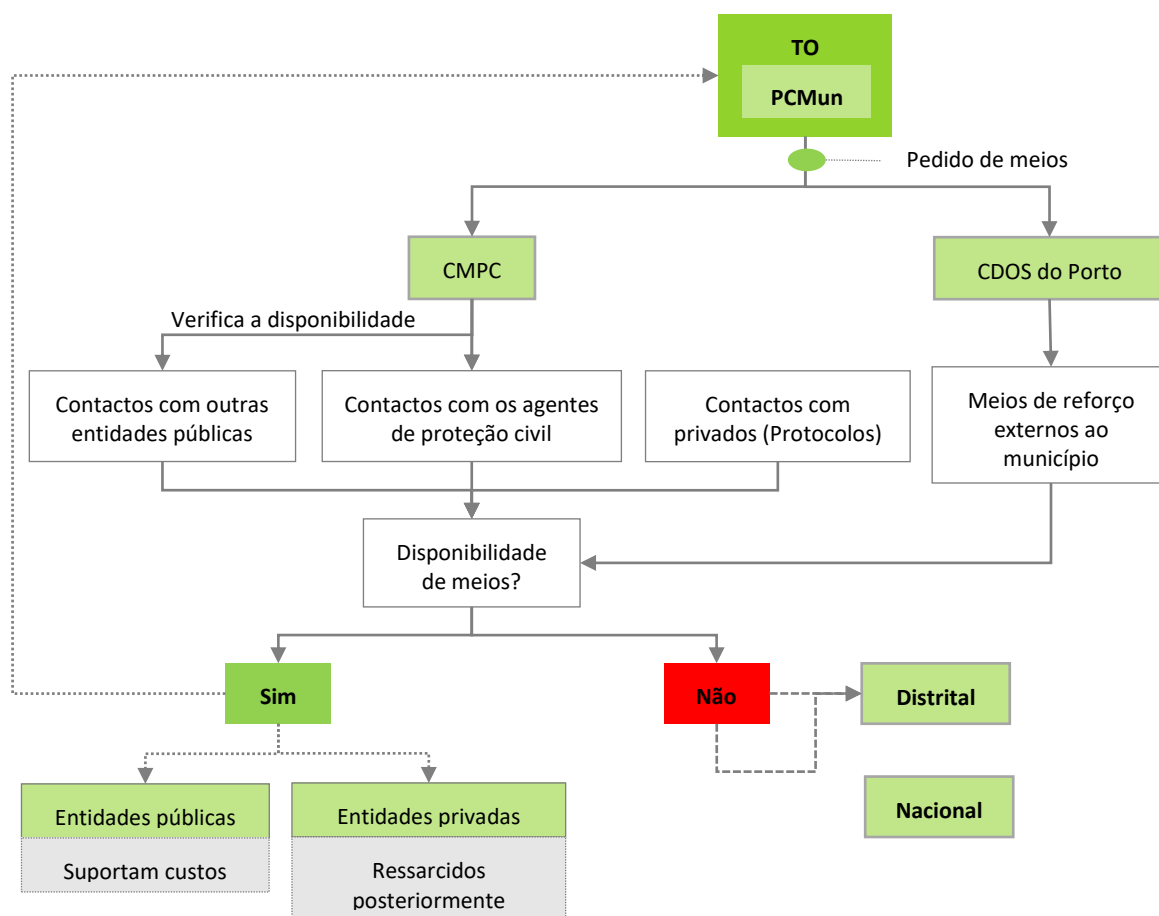 TO
PCMun
Pedido de meios
CMPC
CDOS do Porto
Verifica a disponibilidade
Contactos com outras
entidades públicas
Contactos com os agentes
de proteção civil
Contactos com
privados (Protocolos)
Meios de reforço
externos ao
município
Disponibilidade
de meios?
Sim
Não
Distrital
Nacional
Entidades públicas
Suportam custos
Entidades privadas
Ressarcidos
posteriormente